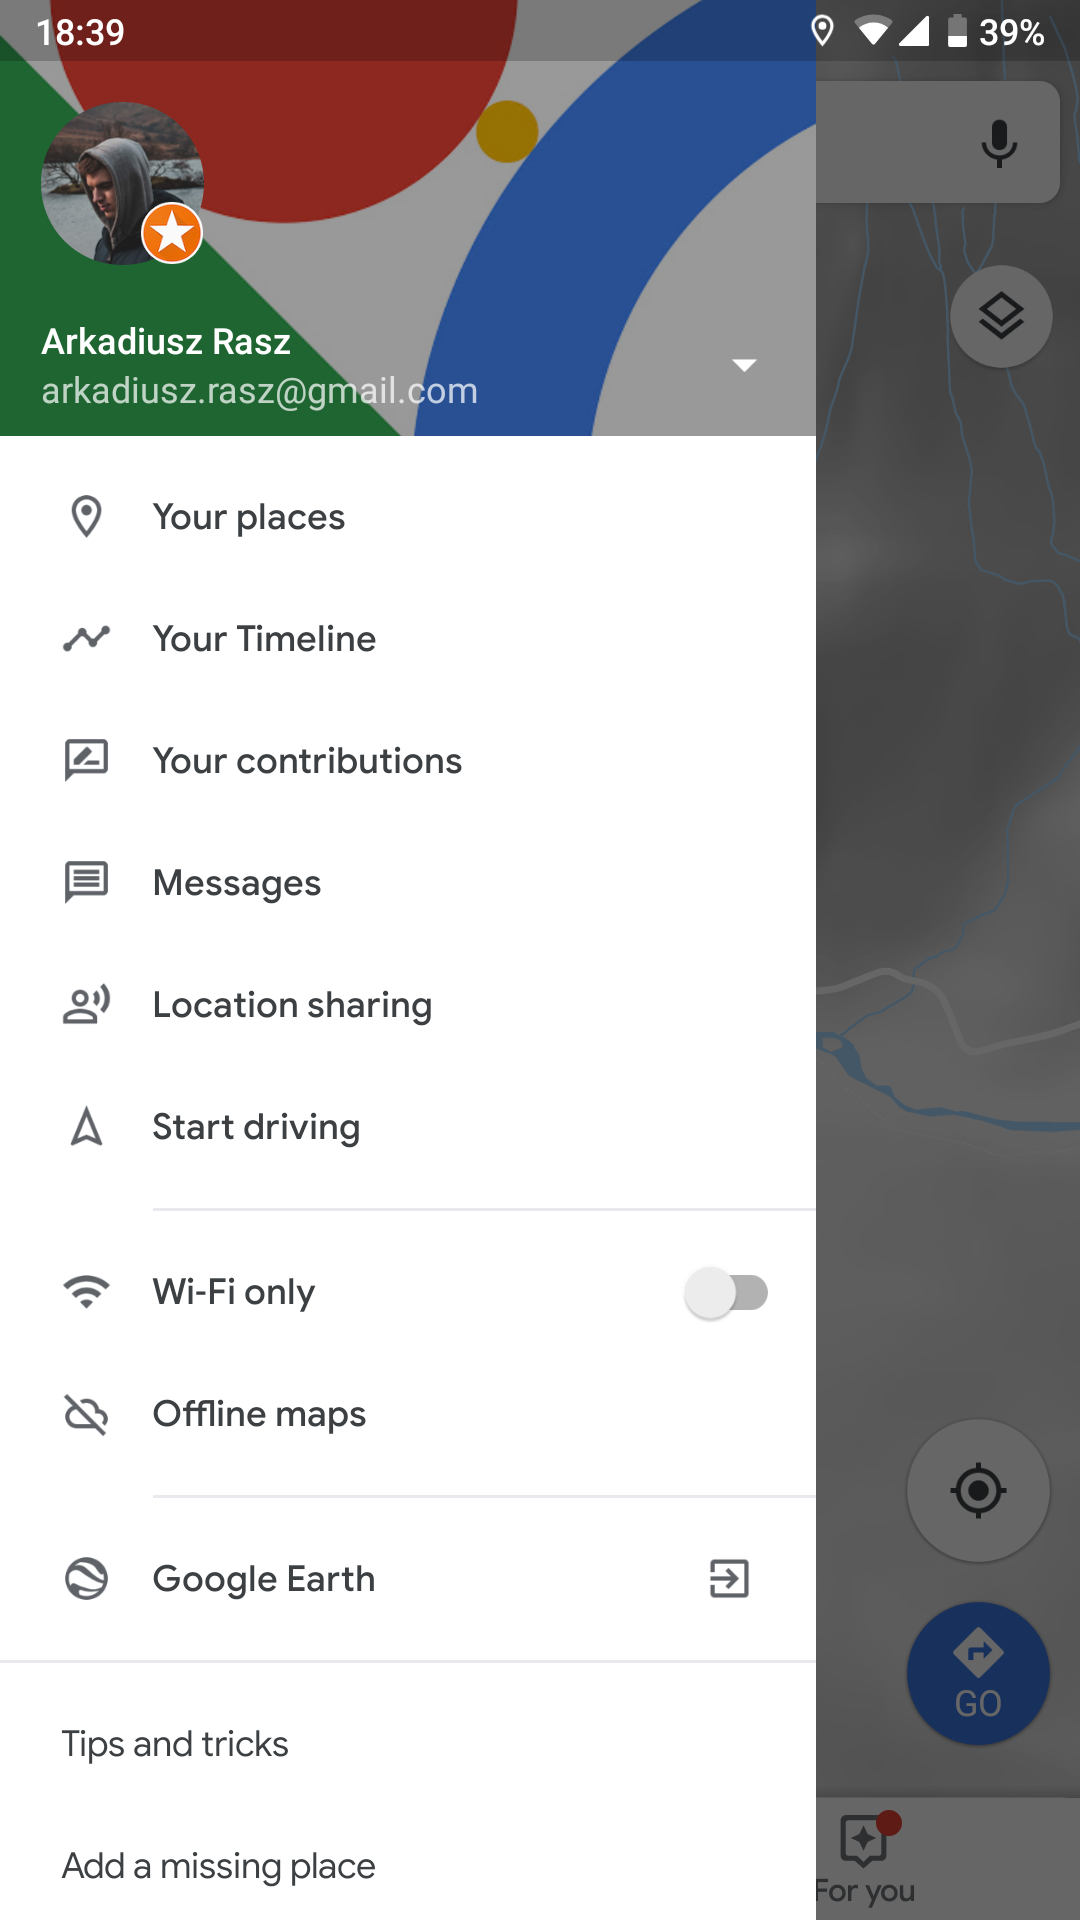 18:39
39%
Arkadiusz Rasz
arkadiusz.rasz@gmail.com
Your places
Your Timeline
Your contributions
Messages
Location sharing
Start driving
Wi-Fi only
Offline maps
Google Earth
GO
Tips and tricks
Add a missing place
For you